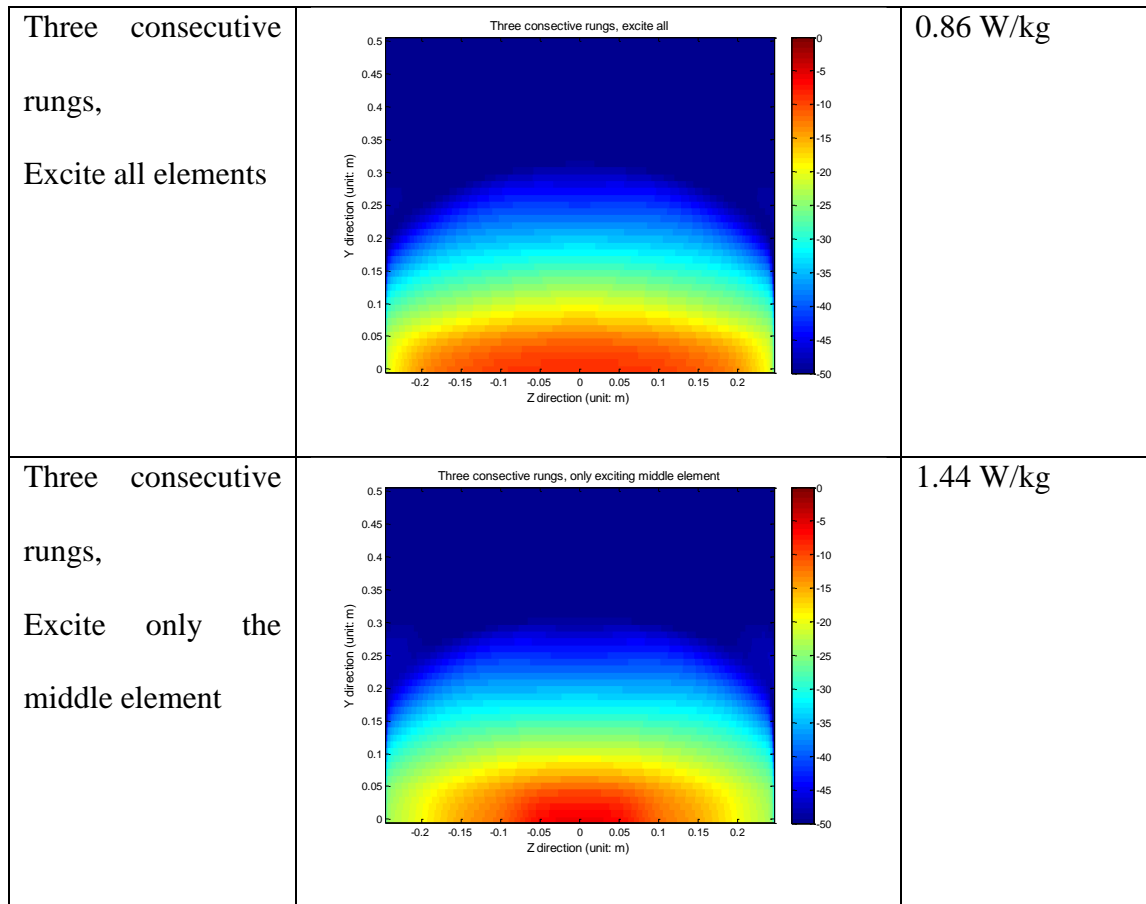 Three consecutive
rungs,
Excite all elements
Three consective rungs, excite all
0.5
0.45
0.4
0.35
0.3
0.25
0.2
0.15
0.1
0.05
0
Y direction (unit: m)
-0.2 -0.15 -0.1 -0.05 0 0.05 0.1 0.15 0.2
Z direction (unit: m)
0
-5
-10
-15
-20
-25
-30
-35
-40
-45
-50
0.86 W/kg
Three consecutive
rungs,
Excite only the
middle element
Three consective rungs, only exciting middle element
0.5
0.45
0.4
0.35
0.3
0.25
0.2
0.15
0.1
0.05
0
Y direction (unit: m)
-0.2 -0.15 -0.1 -0.05 0 0.05 0.1 0.15 0.2
Z direction (unit: m)
0
-5
-10
-15
-20
-25
-30
-35
-40
-45
-50
1.44 W/kg